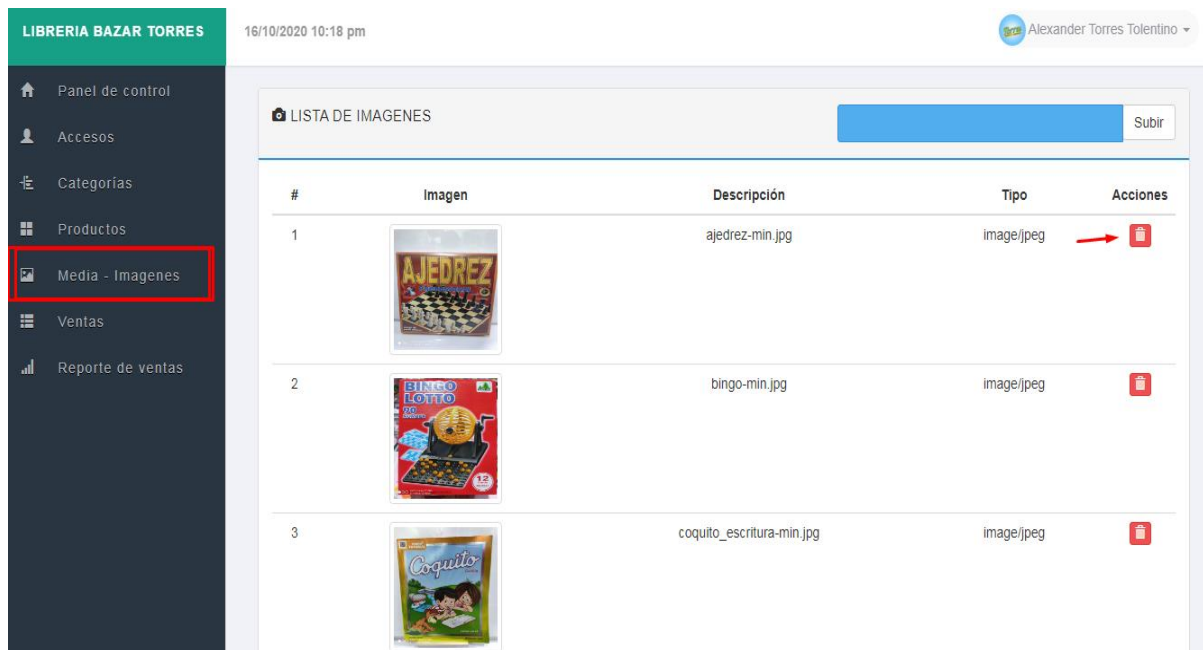 LIBRERIA BAZAR TORRES
16/10/2020 10:18 pm
Alexander Torres Tolentino
Panel de control
Accesos
Categorías
Productos
Media - Imagenes
Ventas
Reporte de ventas
LISTA DE IMAGENES
Subir
# Imagen Descripción Tipo Acciones
1 ajedrez-min.jpg image/jpeg
AJEDREZ
2 bingo-min.jpg image/jpeg
BINGO
LOTTO
90
12
3 coquito_escritura-min.jpg image/jpeg
Coquito